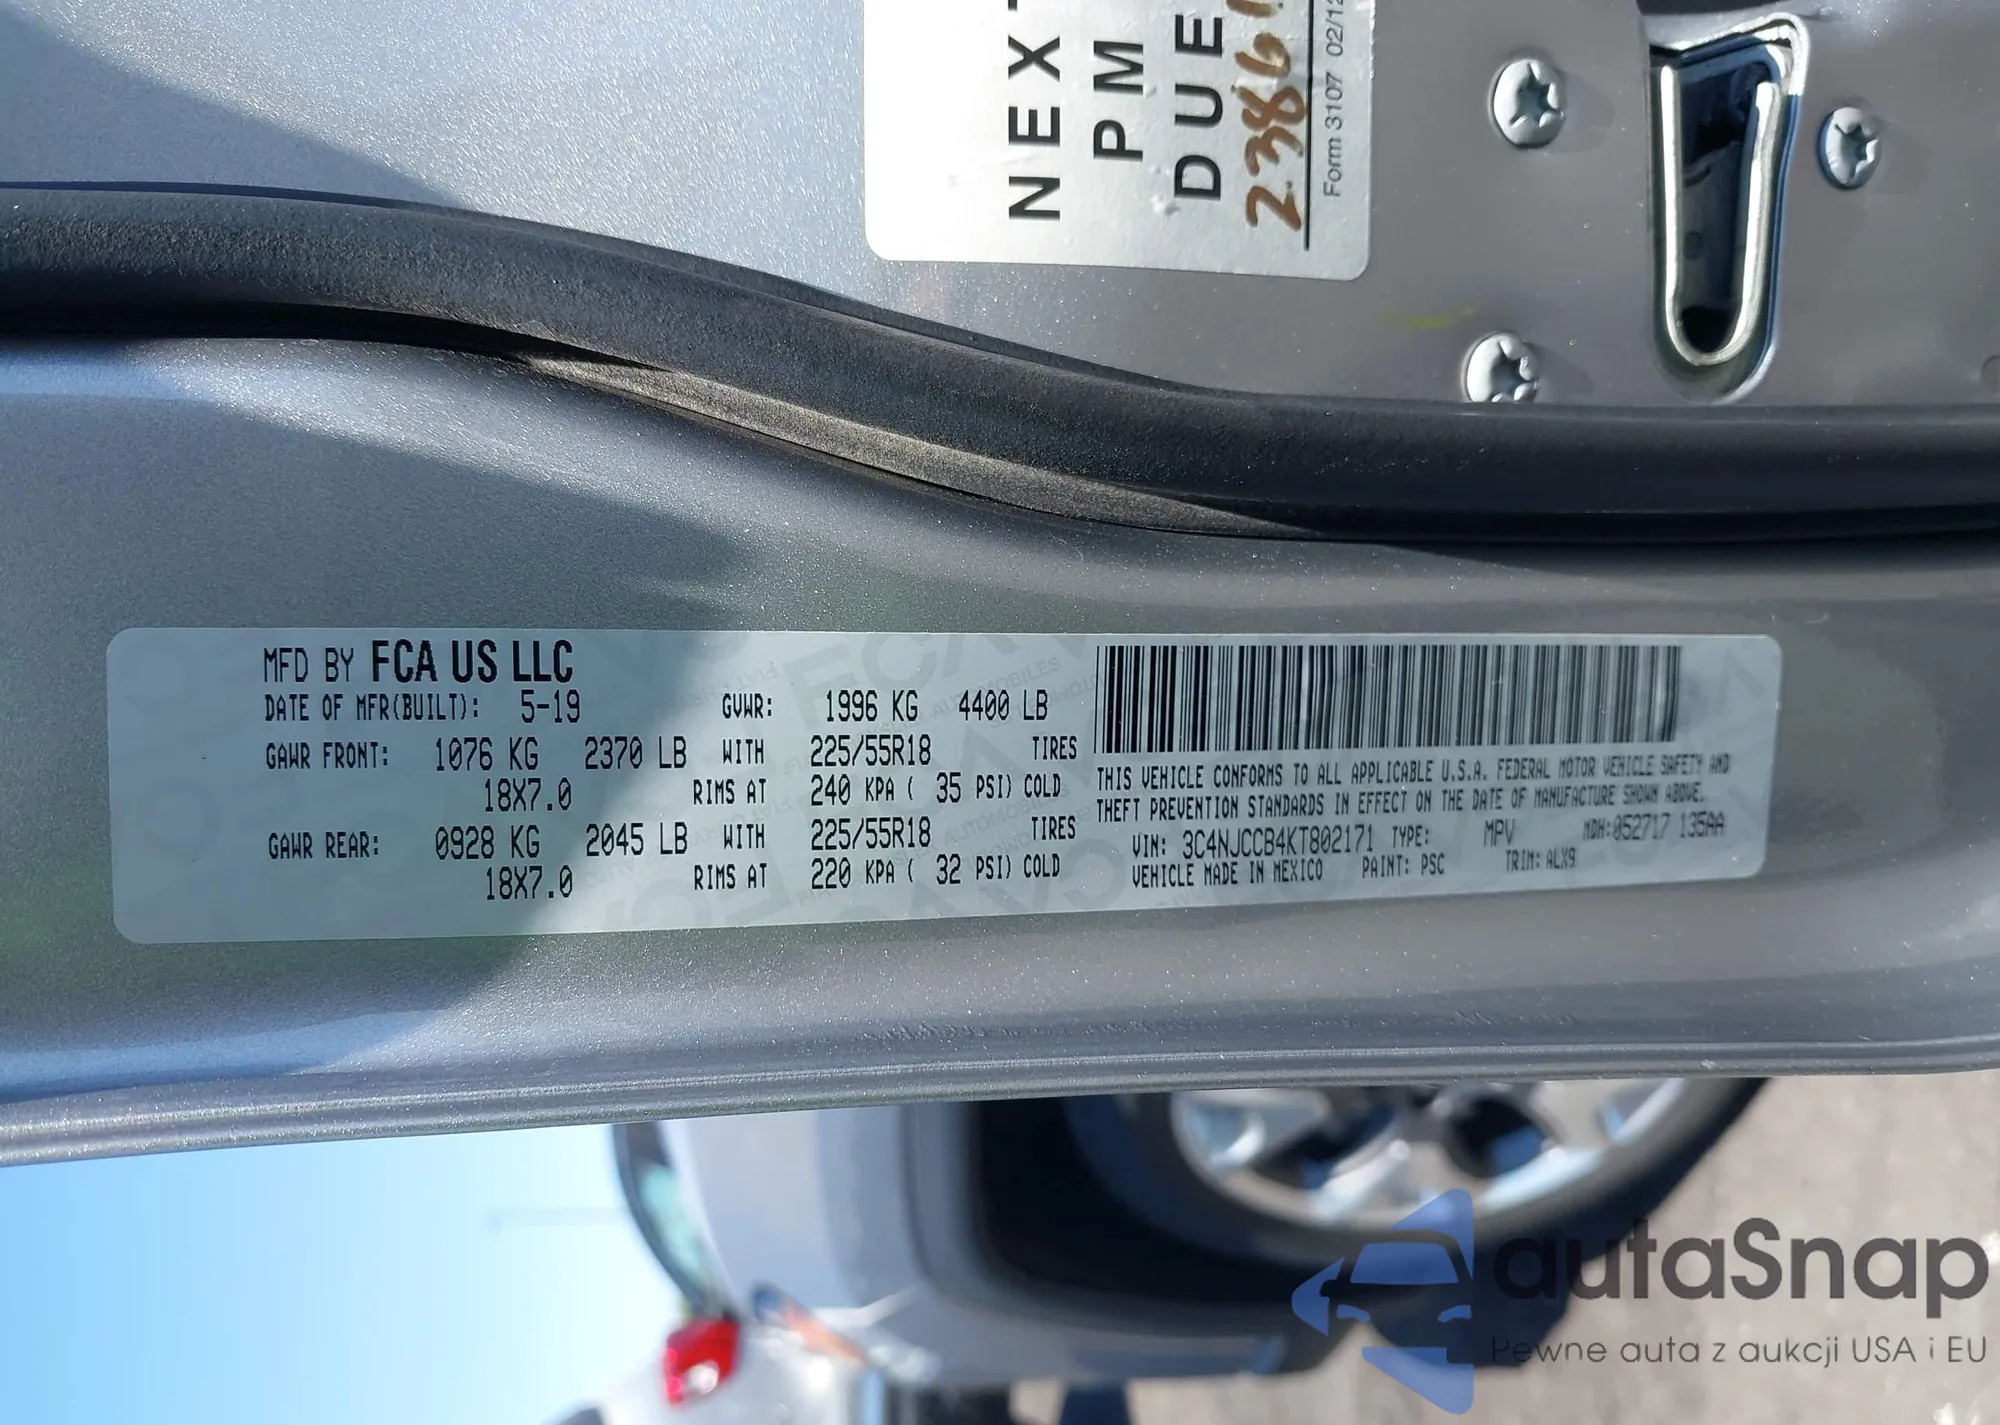 NEXT
PM
DUE
2386
Form 3107 02/12
MFD BY FCA US LLC
DATE OF MFR(BUILT): 5-19 GVWR: 1996 KG 4400 LB
GAWR FRONT: 1076 KG 2370 LB WITH 225/55R18 TIRES
18X7.0 RIMS AT 240 KPA ( 35 PSI) COLD
GAWR REAR: 0928 KG 2045 LB WITH 225/55R18 TIRES
18X7.0 RIMS AT 220 KPA ( 32 PSI) COLD
THIS VEHICLE CONFORMS TO ALL APPLICABLE U.S.A. FEDERAL MOTOR VEHICLE SAFETY AND
THEFT PREVENTION STANDARDS IN EFFECT ON THE DATE OF MANUFACTURE SHOWN ABOVE.
VIN: 3C4NJCCB4KT802171 TYPE: MPV MDH:052717 135AA
VEHICLE MADE IN MEXICO PAINT: PSC TRIM: ALX9
autaSnap
Pewne auta z aukcji USA i EU